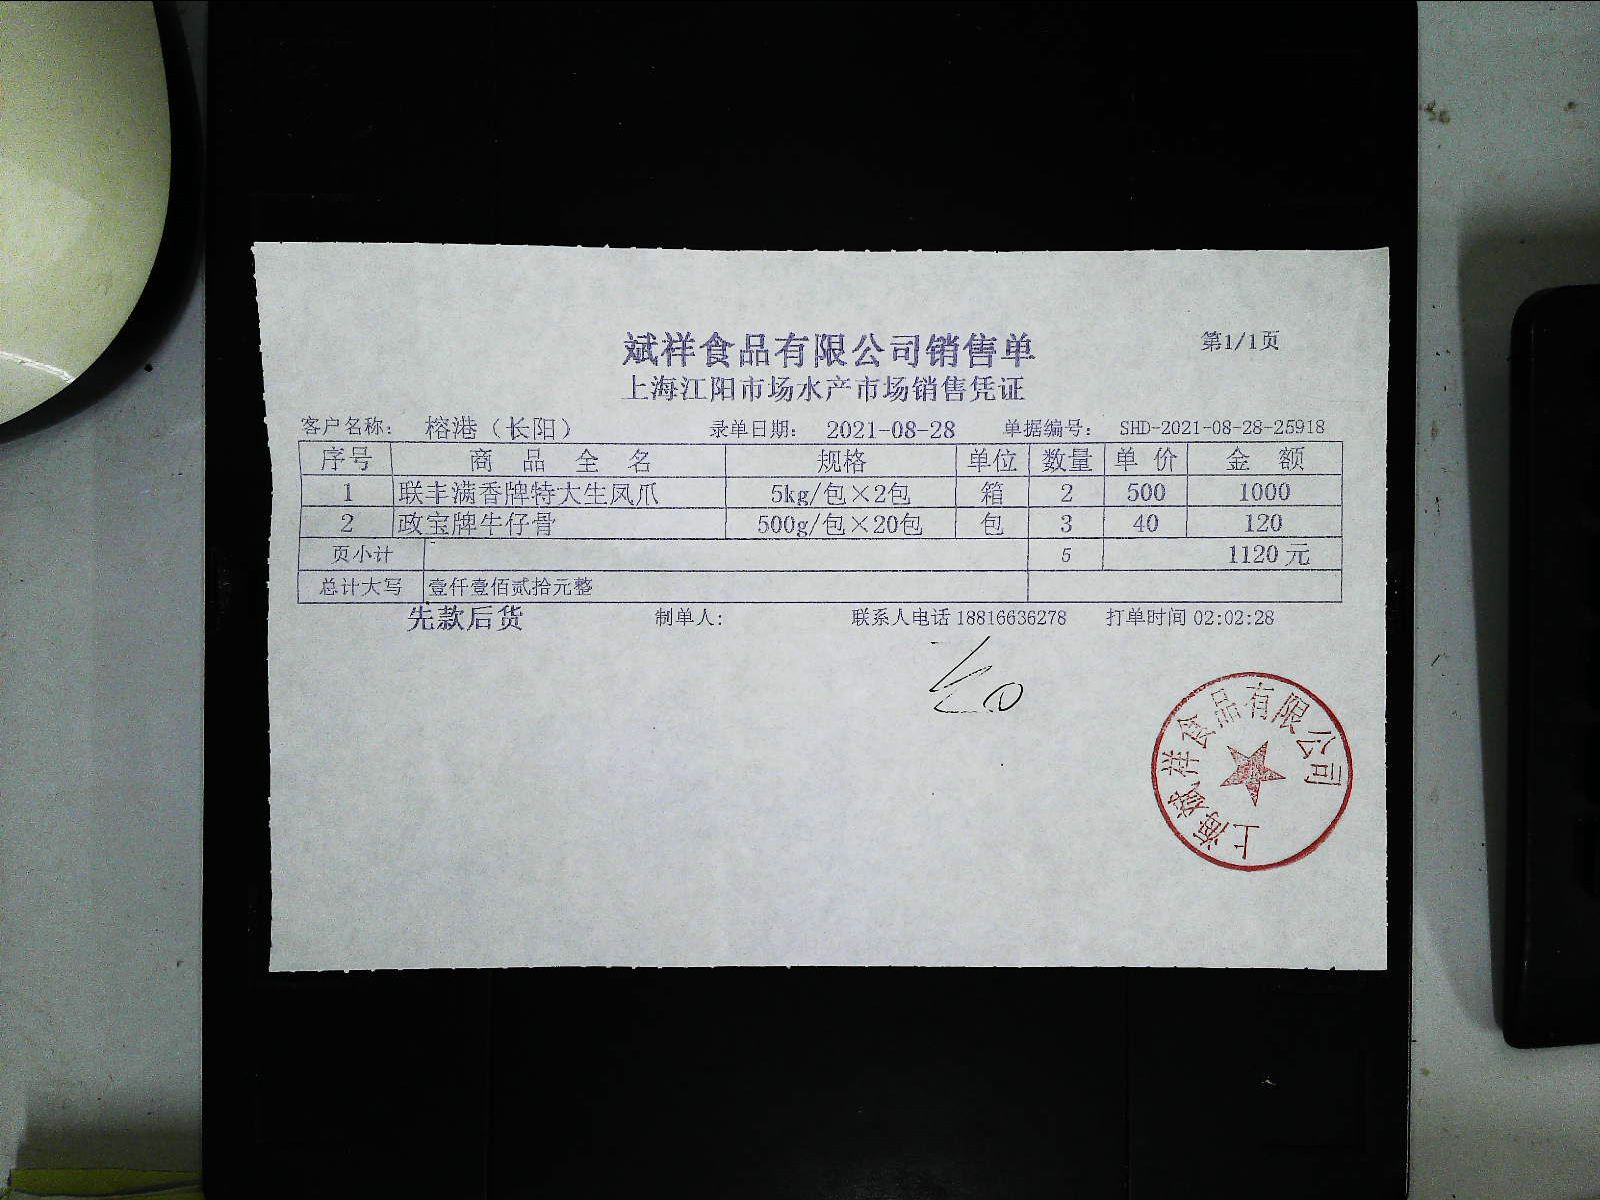 斌祥食品有限公司销售单 第1/1页
上海江阳市场水产市场销售凭证
客户名称: 榕港（长阳） 录单日期: 2021-08-28 单据编号: SHD-2021-08-28-25918
序号 商品全名 规格 单位 数量 单价 金额
1 联丰满香牌特大生凤爪 5kg/包×2包 箱 2 500 1000
2 政宝牌牛仔骨 500g/包×20包 包 3 40 120
页小计 5 1120元
总计大写 壹仟壹佰贰拾元整
先款后货 制单人: 联系人电话 18816636278 打单时间 02:02:28
上海斌祥食品有限公司